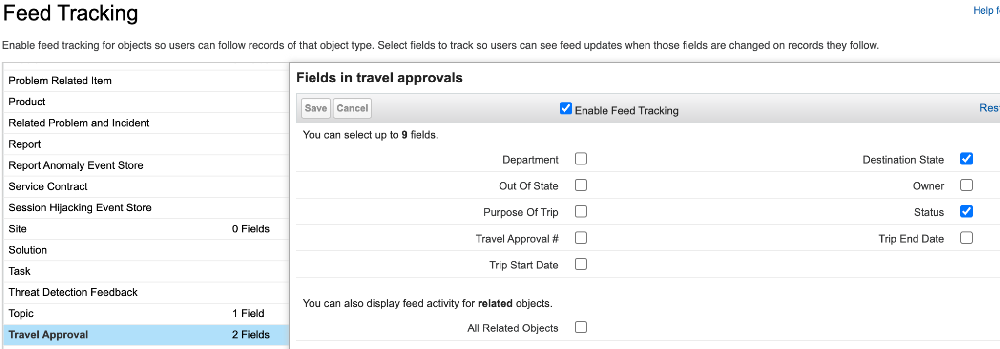 Feed Tracking
Help f
Enable feed tracking for objects so users can follow records of that object type. Select fields to track so users can see feed updates when those fields are changed on records they follow.
Problem Related Item
Product
Related Problem and Incident
Report
Report Anomaly Event Store
Service Contract
Session Hijacking Event Store
Site 0 Fields
Solution
Task
Threat Detection Feedback
Topic 1 Field
Travel Approval 2 Fields
Fields in travel approvals
Save Cancel Enable Feed Tracking Rest
You can select up to 9 fields.
Department Destination State
Out Of State Owner
Purpose Of Trip Status
Travel Approval # Trip End Date
Trip Start Date
You can also display feed activity for related objects.
All Related Objects